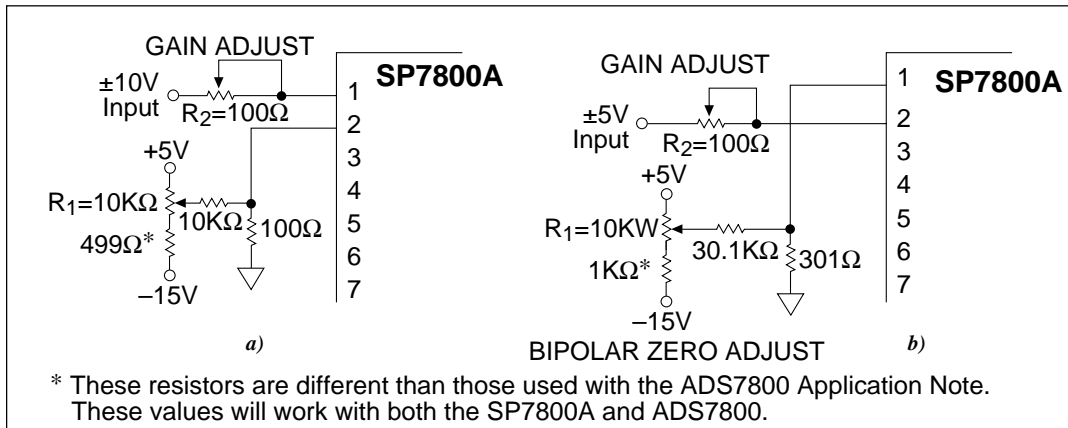 GAIN ADJUST
SP7800A
±10V
Input
R2=100Ω
1
2
3
4
5
6
7
+5V
R1=10KΩ
10KΩ
100Ω
499Ω*
–15V
a)
GAIN ADJUST
SP7800A
±5V
Input
R2=100Ω
1
2
3
4
5
6
7
+5V
R1=10KW
30.1KΩ
301Ω
1KΩ*
–15V
BIPOLAR ZERO ADJUST
b)
* These resistors are different than those used with the ADS7800 Application Note.
These values will work with both the SP7800A and ADS7800.